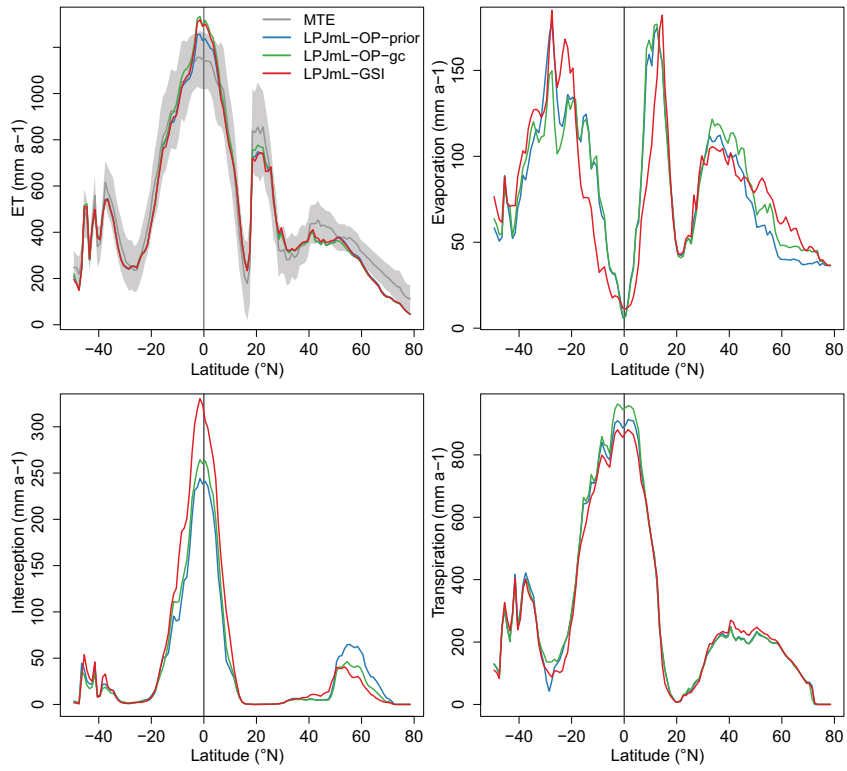 MTE
LPJmL−OP−prior
LPJmL−OP−gc
LPJmL−GSI
ET (mm a−1)
0 200 400 600 800 1000
−40 −20 0 20 40 60 80
Latitude (°N)
Evaporation (mm a−1)
0 50 100 150
−40 −20 0 20 40 60 80
Latitude (°N)
Interception (mm a−1)
0 50 100 150 200 250 300
−40 −20 0 20 40 60 80
Latitude (°N)
Transpiration (mm a−1)
0 200 400 600 800
−40 −20 0 20 40 60 80
Latitude (°N)